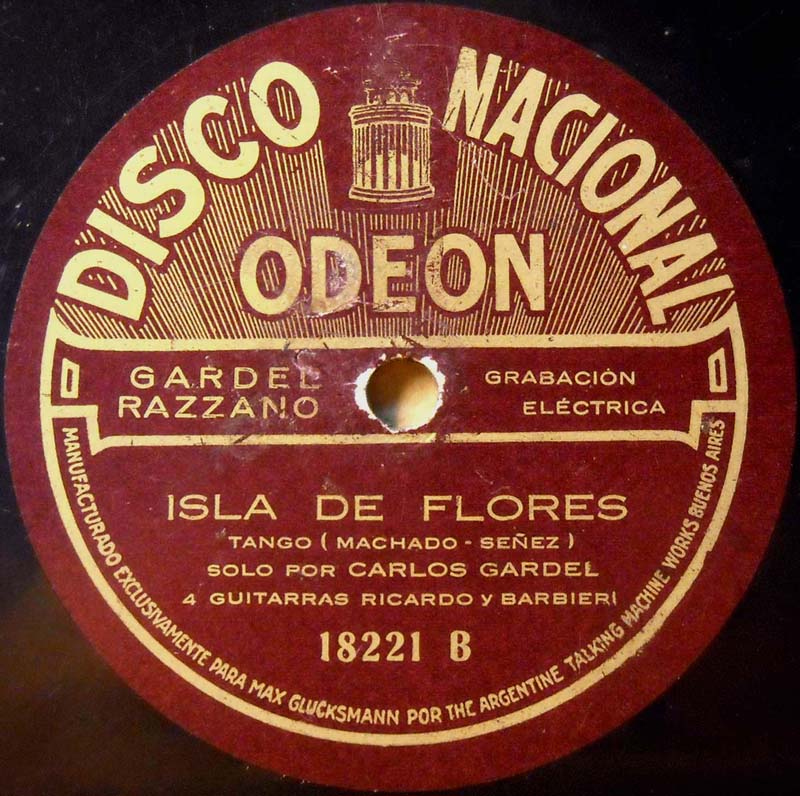 DISCO NACIONAL
ODEON
GARDEL
RAZZANO
GRABACIÓN
ELÉCTRICA
ISLA DE FLORES
TANGO ( MACHADO - SEÑEZ )
SOLO POR CARLOS GARDEL
4 GUITARRAS RICARDO y BARBIERI
18221 B
MANUFACTURADO EXCLUSIVAMENTE PARA MAX GLUCKSMANN POR THE ARGENTINE TALKING MACHINE WORKS BUENOS AIRES